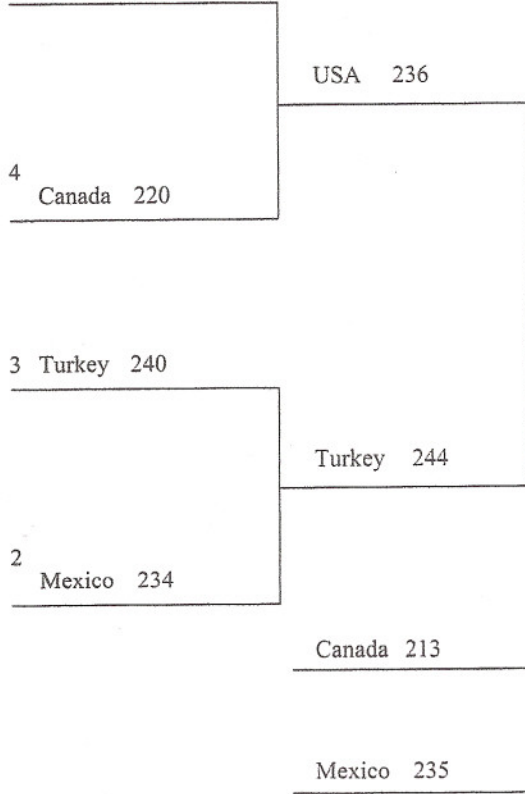 USA 236
4
Canada 220
3 Turkey 240
Turkey 244
2
Mexico 234
Canada 213
Mexico 235